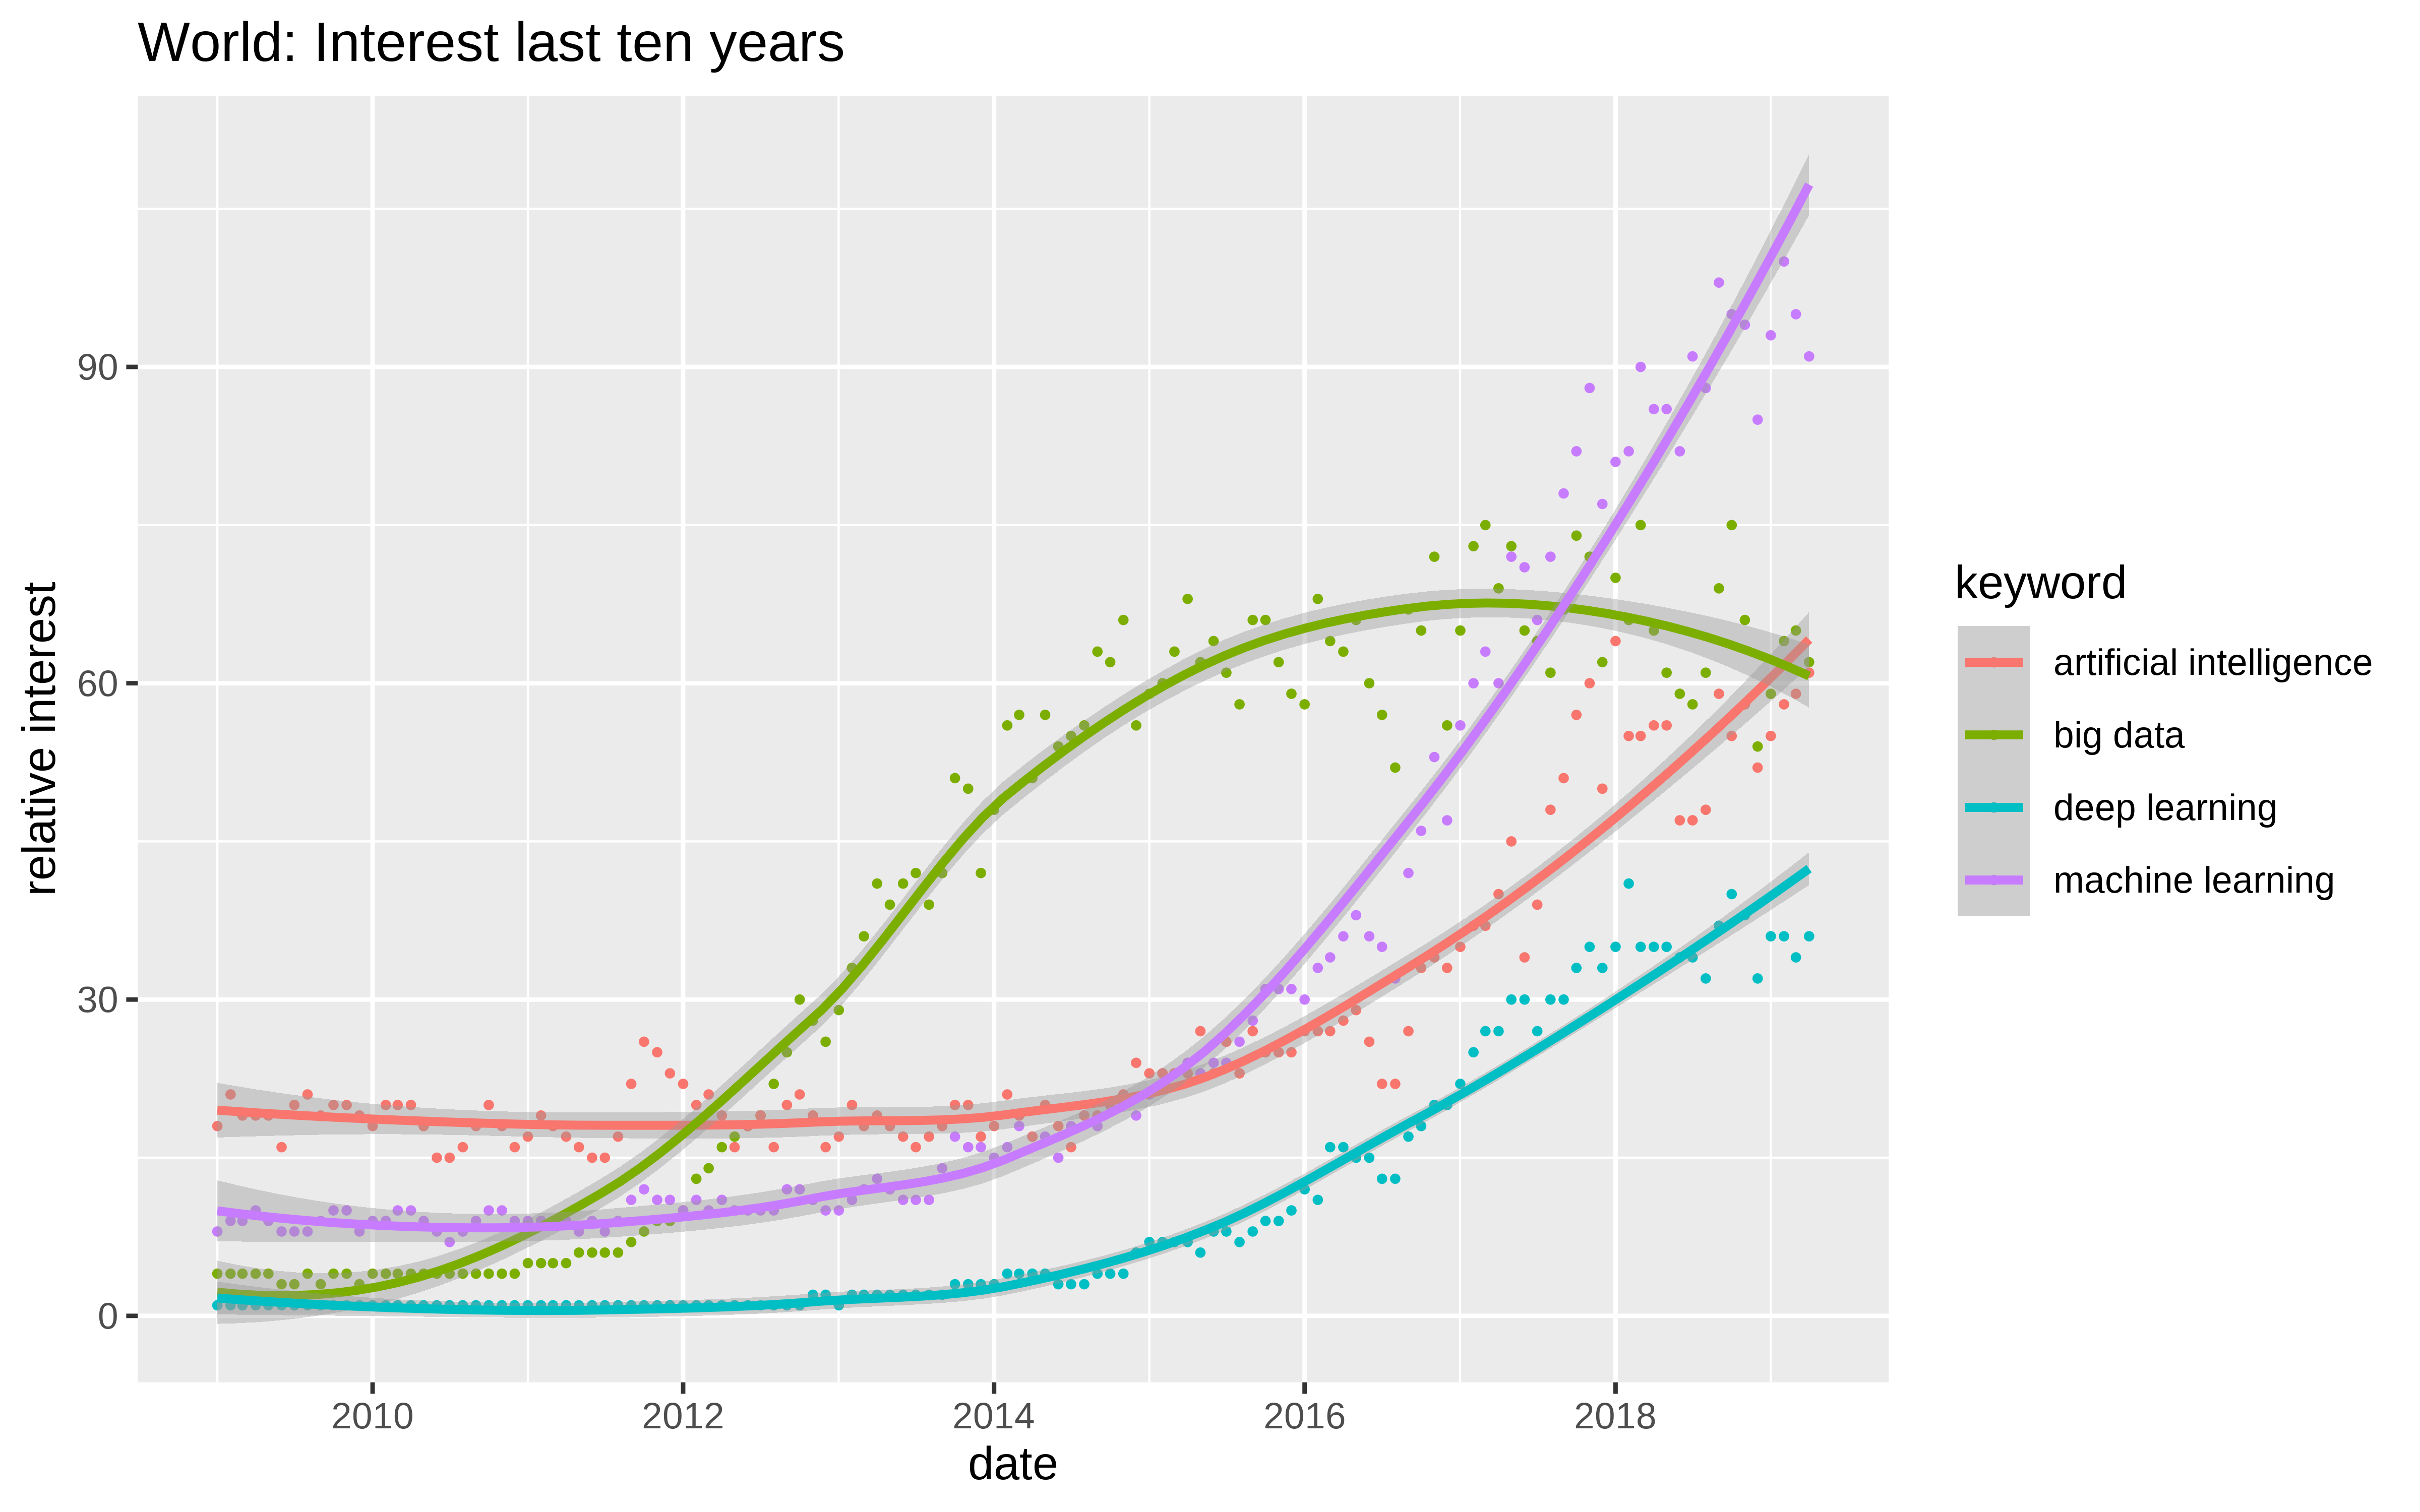 World: Interest last ten years
relative interest
90
60
30
0
2010
2012
2014
2016
2018
date
keyword
artificial intelligence
big data
deep learning
machine learning